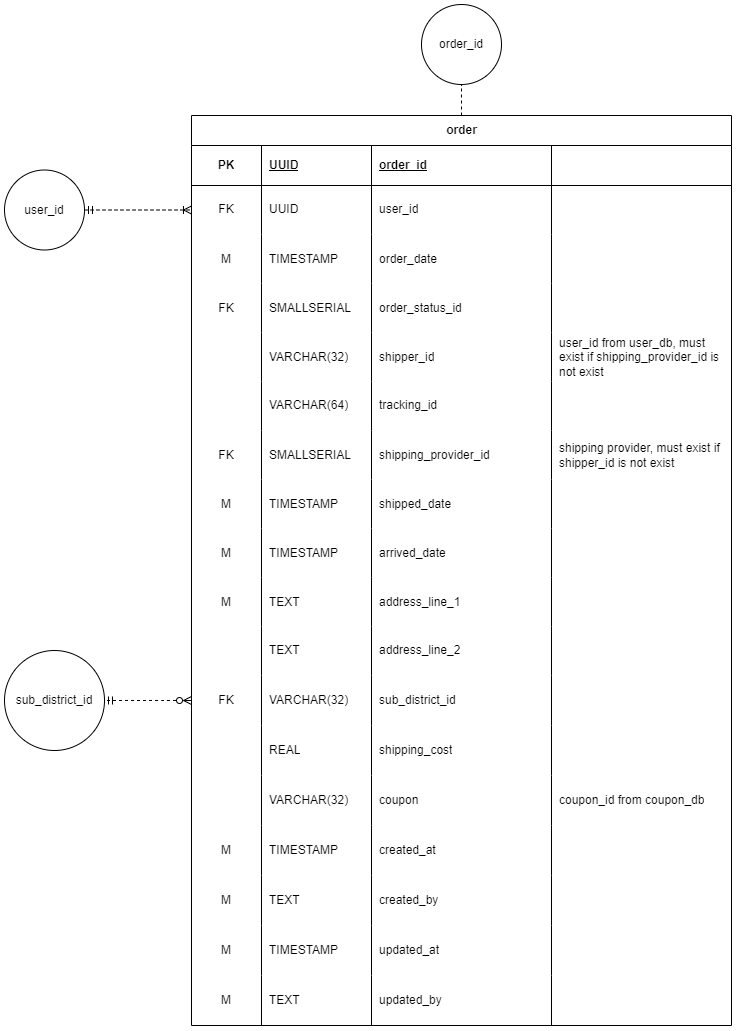 order_id
order
PK UUID order_id
user_id
FK UUID user_id
M TIMESTAMP order_date
FK SMALLSERIAL order_status_id
VARCHAR(32) shipper_id
user_id from user_db, must
exist if shipping_provider_id is
not exist
VARCHAR(64) tracking_id
FK SMALLSERIAL shipping_provider_id
shipping provider, must exist if
shipper_id is not exist
M TIMESTAMP shipped_date
M TIMESTAMP arrived_date
M TEXT address_line_1
TEXT address_line_2
sub_district_id
FK VARCHAR(32) sub_district_id
REAL shipping_cost
VARCHAR(32) coupon coupon_id from coupon_db
M TIMESTAMP created_at
M TEXT created_by
M TIMESTAMP updated_at
M TEXT updated_by